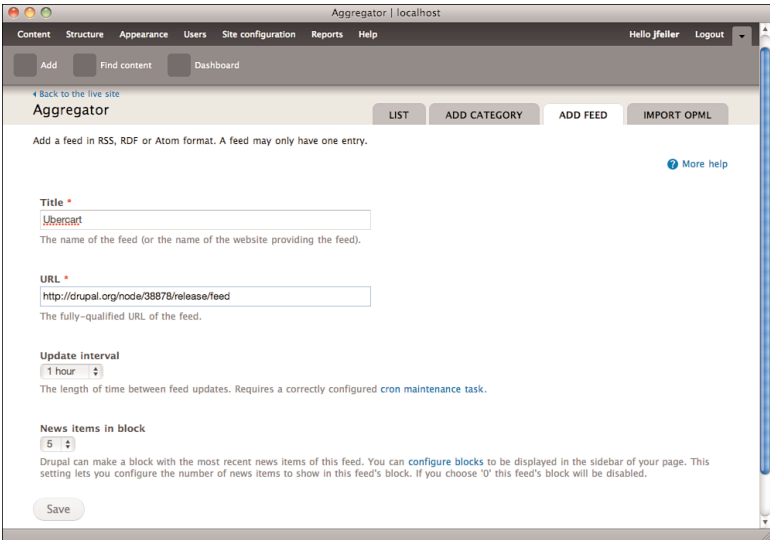 Aggregator | localhost
Content Structure Appearance Users Site configuration Reports Help Hello jfeller Logout
Add Find content Dashboard
Back to the live site
Aggregator LIST ADD CATEGORY ADD FEED IMPORT OPML
Add a feed in RSS, RDF or Atom format. A feed may only have one entry.
? More help
Title *
Ubercart
The name of the feed (or the name of the website providing the feed).
URL *
http://drupal.org/node/38878/release/feed
The fully-qualified URL of the feed.
Update interval
1 hour
The length of time between feed updates. Requires a correctly configured cron maintenance task.
News items in block
5
Drupal can make a block with the most recent news items of this feed. You can configure blocks to be displayed in the sidebar of your page. This
setting lets you configure the number of news items to show in this feed's block. If you choose '0' this feed's block will be disabled.
Save